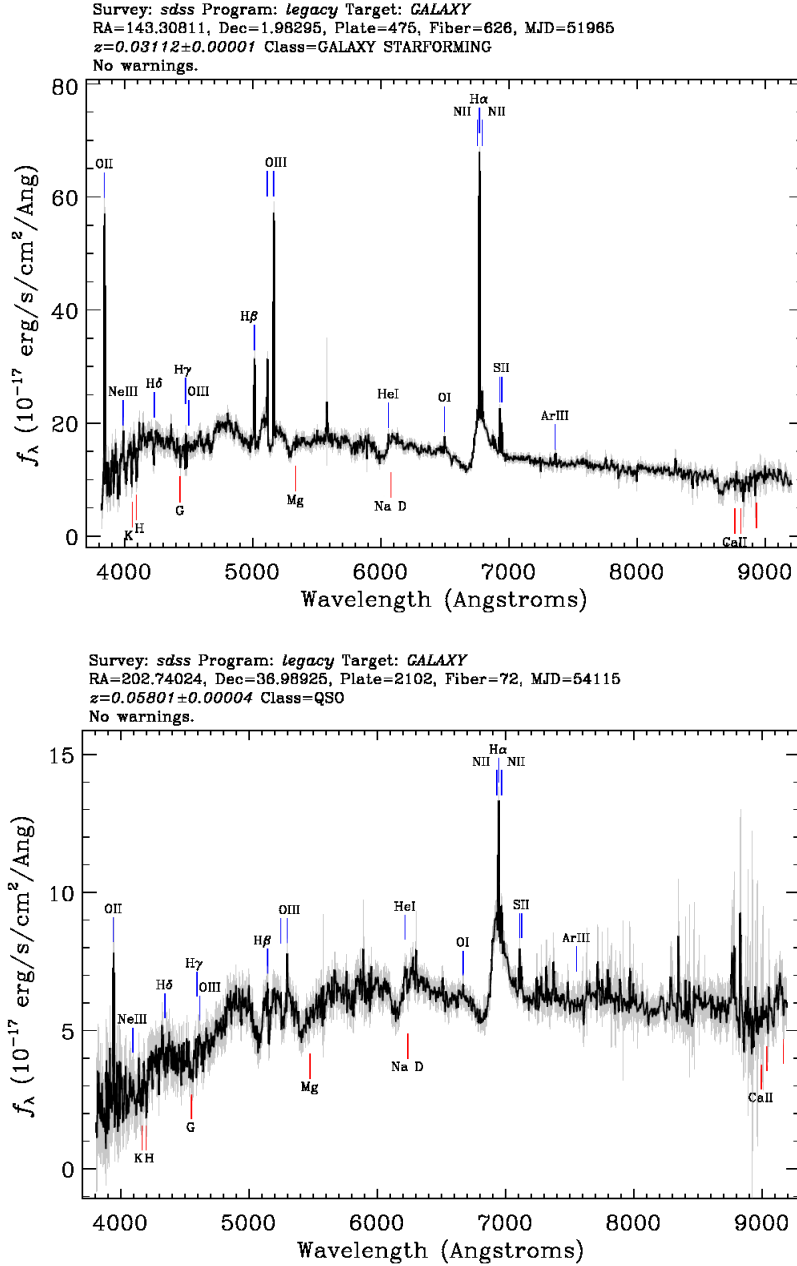 Survey: sdss Program: legacy Target: GALAXY
RA=143.30811, Dec=1.98295, Plate=475, Fiber=626, MJD=51965
z=0.03112±0.00001 Class=GALAXY STARFORMING
No warnings.
80
60
40
20
0
f_λ (10⁻¹⁷ erg/s/cm²/Ang)
Hα
NII NII
OII OIII
Hβ
SII
Hγ
NeIII Hδ OIII HeI OI ArIII
K H G Mg Na D CaII
4000 5000 6000 7000 8000 9000
Wavelength (Angstroms)
Survey: sdss Program: legacy Target: GALAXY
RA=202.74024, Dec=36.98925, Plate=2102, Fiber=72, MJD=54115
z=0.05801±0.00004 Class=QSO
No warnings.
15
10
5
0
f_λ (10⁻¹⁷ erg/s/cm²/Ang)
Hα
NII NII
OII OIII HeI SII
Hβ OI ArIII
Hγ
Hδ OIII
NeIII
K H G Mg Na D CaII
4000 5000 6000 7000 8000 9000
Wavelength (Angstroms)